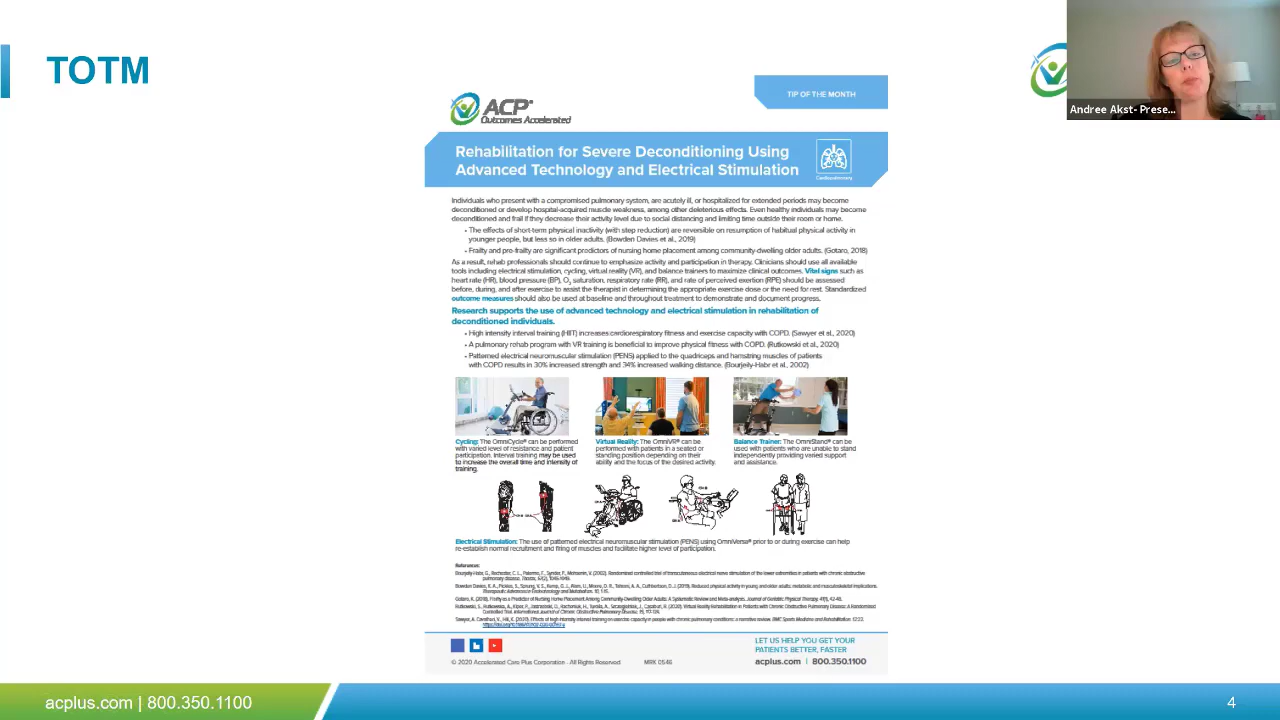 TOTM
Andree Akst- Prese...
TIP OF THE MONTH
ACP
Outcomes Accelerated
Rehabilitation for Severe Deconditioning Using
Advanced Technology and Electrical Stimulation
Cardiopulmonary
Individuals who present with a compromised pulmonary system, are acutely ill, or hospitalized for extended periods may become
deconditioned or develop hospital-acquired muscle weakness, among other deleterious effects. Even healthy individuals may become
deconditioned and frail if they decrease their activity level due to social distancing and limiting time outside their room or home.
• The effects of short-term physical inactivity (with step reduction) are reversible on resumption of habitual physical activity in
younger people, but less so in older adults. (Bowden Davies et al., 2019)
• Frailty and pre-frailty are significant predictors of nursing home placement among community-dwelling older adults. (Gotaro, 2018)
As a result, rehab professionals should continue to emphasize activity and participation in therapy. Clinicians should use all available
tools including electrical stimulation, cycling, virtual reality (VR), and balance trainers to maximize clinical outcomes. Vital signs such as
heart rate (HR), blood pressure (BP), O₂ saturation, respiratory rate (RR), and rate of perceived exertion (RPE) should be assessed
before, during, and after exercise to assist the therapist in determining the appropriate exercise dose or the need for rest. Standardized
outcome measures should also be used at baseline and throughout treatment to demonstrate and document progress.
Research supports the use of advanced technology and electrical stimulation in rehabilitation of
deconditioned individuals.
• High intensity interval training (HIIT) increases cardiorespiratory fitness and exercise capacity with COPD. (Sawyer et al., 2020)
• A pulmonary rehab program with VR training is beneficial to improve physical fitness with COPD. (Rutkowski et al., 2020)
• Patterned electrical neuromuscular stimulation (PENS) applied to the quadriceps and hamstring muscles of patients
with COPD results in 30% increased strength and 34% increased walking distance. (Bourjeily-Habr et al., 2002)
Cycling: The OmniCycle® can be performed
with varied level of resistance and patient
participation. Interval training may be used
to increase the overall time and intensity of
training.
Virtual Reality: The OmniVR® can be
performed with patients in a seated or
standing position depending on their
ability and the focus of the desired activity.
Balance Trainer: The OmniStand® can be
used with patients who are unable to stand
independently providing varied support
and assistance.
Electrical Stimulation: The use of patterned electrical neuromuscular stimulation (PENS) using OmniVersa® prior to or during exercise can help
re-establish normal recruitment and firing of muscles and facilitate higher level of participation.
References:
LET US HELP YOU GET YOUR
PATIENTS BETTER, FASTER
© 2020 Accelerated Care Plus Corporation - All Rights Reserved MRK 0546
acplus.com | 800.350.1100
acplus.com | 800.350.1100
4